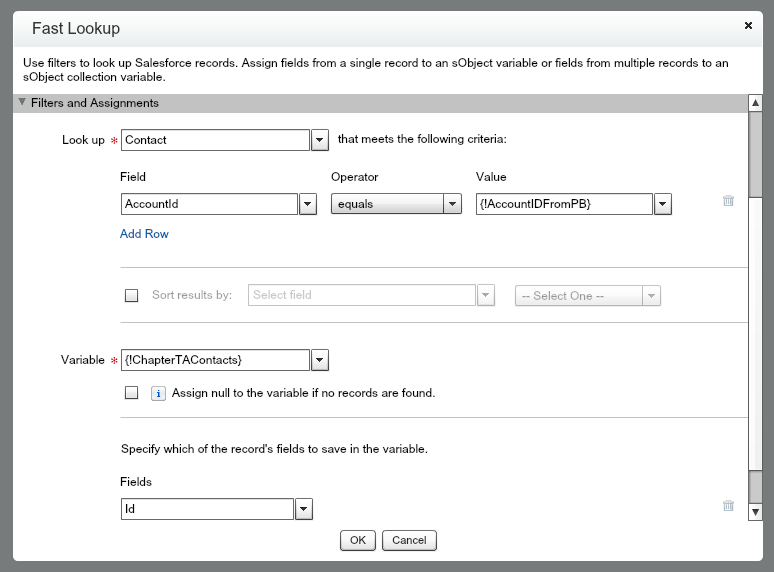 Fast Lookup
Use filters to look up Salesforce records. Assign fields from a single record to an sObject variable or fields from multiple records to an
sObject collection variable.
Filters and Assignments
Look up * Contact that meets the following criteria:
Field Operator Value
AccountId equals {!AccountIDFromPB}
Add Row
Sort results by: Select field -- Select One --
Variable * {!ChapterTAContacts}
i Assign null to the variable if no records are found.
Specify which of the record's fields to save in the variable.
Fields
Id
OK Cancel